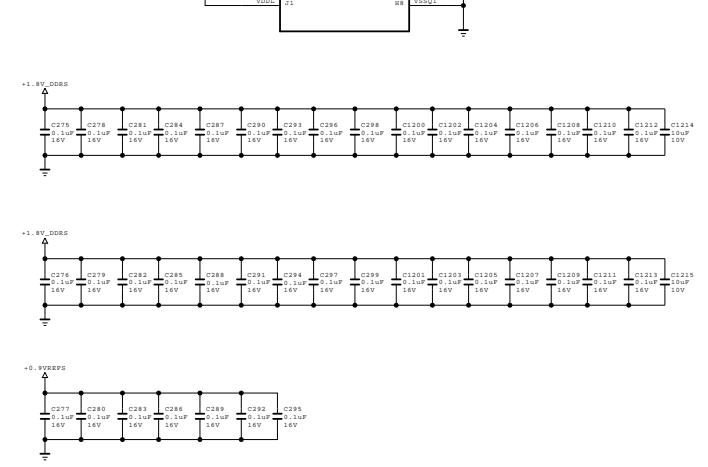 VDDL J1 H8 VSSQ1
+1.8V_DDRS
C275 C278 C281 C284 C287 C290 C293 C296 C298 C1200 C1202 C1204 C1206 C1208 C1210 C1212 C1214
0.1uF 0.1uF 0.1uF 0.1uF 0.1uF 0.1uF 0.1uF 0.1uF 0.1uF 0.1uF 0.1uF 0.1uF 0.1uF 0.1uF 0.1uF 0.1uF 10uF
16V 16V 16V 16V 16V 16V 16V 16V 16V 16V 16V 16V 16V 16V 16V 16V 10V
+1.8V_DDRS
C276 C279 C282 C285 C288 C291 C294 C297 C299 C1201 C1203 C1205 C1207 C1209 C1211 C1213 C1215
0.1uF 0.1uF 0.1uF 0.1uF 0.1uF 0.1uF 0.1uF 0.1uF 0.1uF 0.1uF 0.1uF 0.1uF 0.1uF 0.1uF 0.1uF 0.1uF 10uF
16V 16V 16V 16V 16V 16V 16V 16V 16V 16V 16V 16V 16V 16V 16V 16V 10V
+0.9VREFS
C277 C280 C283 C286 C289 C292 C295
0.1uF 0.1uF 0.1uF 0.1uF 0.1uF 0.1uF 0.1uF
16V 16V 16V 16V 16V 16V 16V